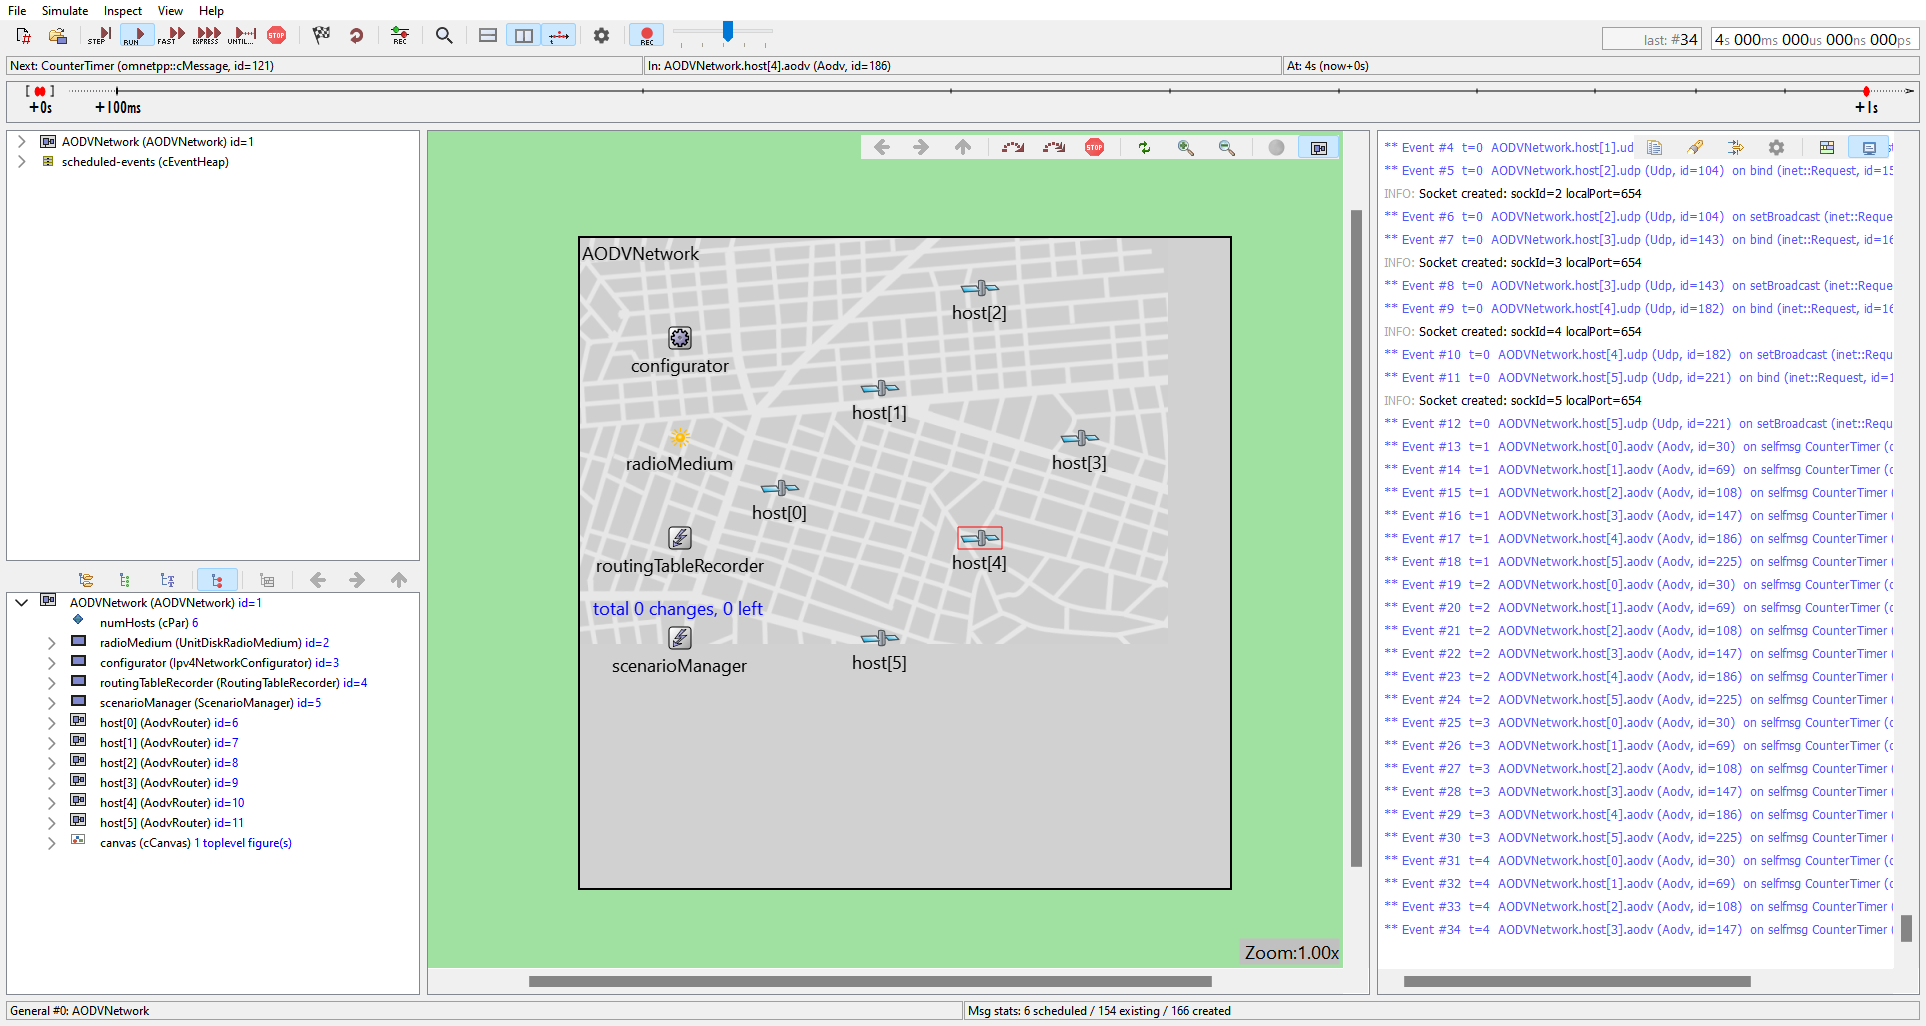 File Simulate Inspect View Help
STEP RUN FAST EXPRESS UNTIL... STOP REC REC
last: #34 4s 000ms 000us 000ns 000ps
Next: CounterTimer (omnetpp::cMessage, id=121) In: AODVNetwork.host[4].aodv (Aodv, id=186) At: 4s (now+0s)
+0s +100ms +1s
AODVNetwork (AODVNetwork) id=1
scheduled-events (cEventHeap)
AODVNetwork (AODVNetwork) id=1
numHosts (cPar) 6
radioMedium (UnitDiskRadioMedium) id=2
configurator (Ipv4NetworkConfigurator) id=3
routingTableRecorder (RoutingTableRecorder) id=4
scenarioManager (ScenarioManager) id=5
host[0] (AodvRouter) id=6
host[1] (AodvRouter) id=7
host[2] (AodvRouter) id=8
host[3] (AodvRouter) id=9
host[4] (AodvRouter) id=10
host[5] (AodvRouter) id=11
canvas (cCanvas) 1 toplevel figure(s)
STOP
AODVNetwork
host[2]
configurator
host[1]
radioMedium
host[3]
host[0]
host[4]
routingTableRecorder
total 0 changes, 0 left
scenarioManager
host[5]
Zoom:1.00x
** Event #4 t=0 AODVNetwork.host[1].ud
** Event #5 t=0 AODVNetwork.host[2].udp (Udp, id=104) on bind (inet::Request, id=15
INFO: Socket created: sockId=2 localPort=654
** Event #6 t=0 AODVNetwork.host[2].udp (Udp, id=104) on setBroadcast (inet::Reque
** Event #7 t=0 AODVNetwork.host[3].udp (Udp, id=143) on bind (inet::Request, id=16
INFO: Socket created: sockId=3 localPort=654
** Event #8 t=0 AODVNetwork.host[3].udp (Udp, id=143) on setBroadcast (inet::Reque
** Event #9 t=0 AODVNetwork.host[4].udp (Udp, id=182) on bind (inet::Request, id=16
INFO: Socket created: sockId=4 localPort=654
** Event #10 t=0 AODVNetwork.host[4].udp (Udp, id=182) on setBroadcast (inet::Requ
** Event #11 t=0 AODVNetwork.host[5].udp (Udp, id=221) on bind (inet::Request, id=1
INFO: Socket created: sockId=5 localPort=654
** Event #12 t=0 AODVNetwork.host[5].udp (Udp, id=221) on setBroadcast (inet::Requ
** Event #13 t=1 AODVNetwork.host[0].aodv (Aodv, id=30) on selfmsg CounterTimer (o
** Event #14 t=1 AODVNetwork.host[1].aodv (Aodv, id=69) on selfmsg CounterTimer (o
** Event #15 t=1 AODVNetwork.host[2].aodv (Aodv, id=108) on selfmsg CounterTimer (
** Event #16 t=1 AODVNetwork.host[3].aodv (Aodv, id=147) on selfmsg CounterTimer (
** Event #17 t=1 AODVNetwork.host[4].aodv (Aodv, id=186) on selfmsg CounterTimer (
** Event #18 t=1 AODVNetwork.host[5].aodv (Aodv, id=225) on selfmsg CounterTimer (
** Event #19 t=2 AODVNetwork.host[0].aodv (Aodv, id=30) on selfmsg CounterTimer (o
** Event #20 t=2 AODVNetwork.host[1].aodv (Aodv, id=69) on selfmsg CounterTimer (o
** Event #21 t=2 AODVNetwork.host[2].aodv (Aodv, id=108) on selfmsg CounterTimer (
** Event #22 t=2 AODVNetwork.host[3].aodv (Aodv, id=147) on selfmsg CounterTimer (
** Event #23 t=2 AODVNetwork.host[4].aodv (Aodv, id=186) on selfmsg CounterTimer (
** Event #24 t=2 AODVNetwork.host[5].aodv (Aodv, id=225) on selfmsg CounterTimer (
** Event #25 t=3 AODVNetwork.host[0].aodv (Aodv, id=30) on selfmsg CounterTimer (o
** Event #26 t=3 AODVNetwork.host[1].aodv (Aodv, id=69) on selfmsg CounterTimer (o
** Event #27 t=3 AODVNetwork.host[2].aodv (Aodv, id=108) on selfmsg CounterTimer (
** Event #28 t=3 AODVNetwork.host[3].aodv (Aodv, id=147) on selfmsg CounterTimer (
** Event #29 t=3 AODVNetwork.host[4].aodv (Aodv, id=186) on selfmsg CounterTimer (
** Event #30 t=3 AODVNetwork.host[5].aodv (Aodv, id=225) on selfmsg CounterTimer (
** Event #31 t=4 AODVNetwork.host[0].aodv (Aodv, id=30) on selfmsg CounterTimer (o
** Event #32 t=4 AODVNetwork.host[1].aodv (Aodv, id=69) on selfmsg CounterTimer (o
** Event #33 t=4 AODVNetwork.host[2].aodv (Aodv, id=108) on selfmsg CounterTimer (
** Event #34 t=4 AODVNetwork.host[3].aodv (Aodv, id=147) on selfmsg CounterTimer (
General #0: AODVNetwork Msg stats: 6 scheduled / 154 existing / 166 created